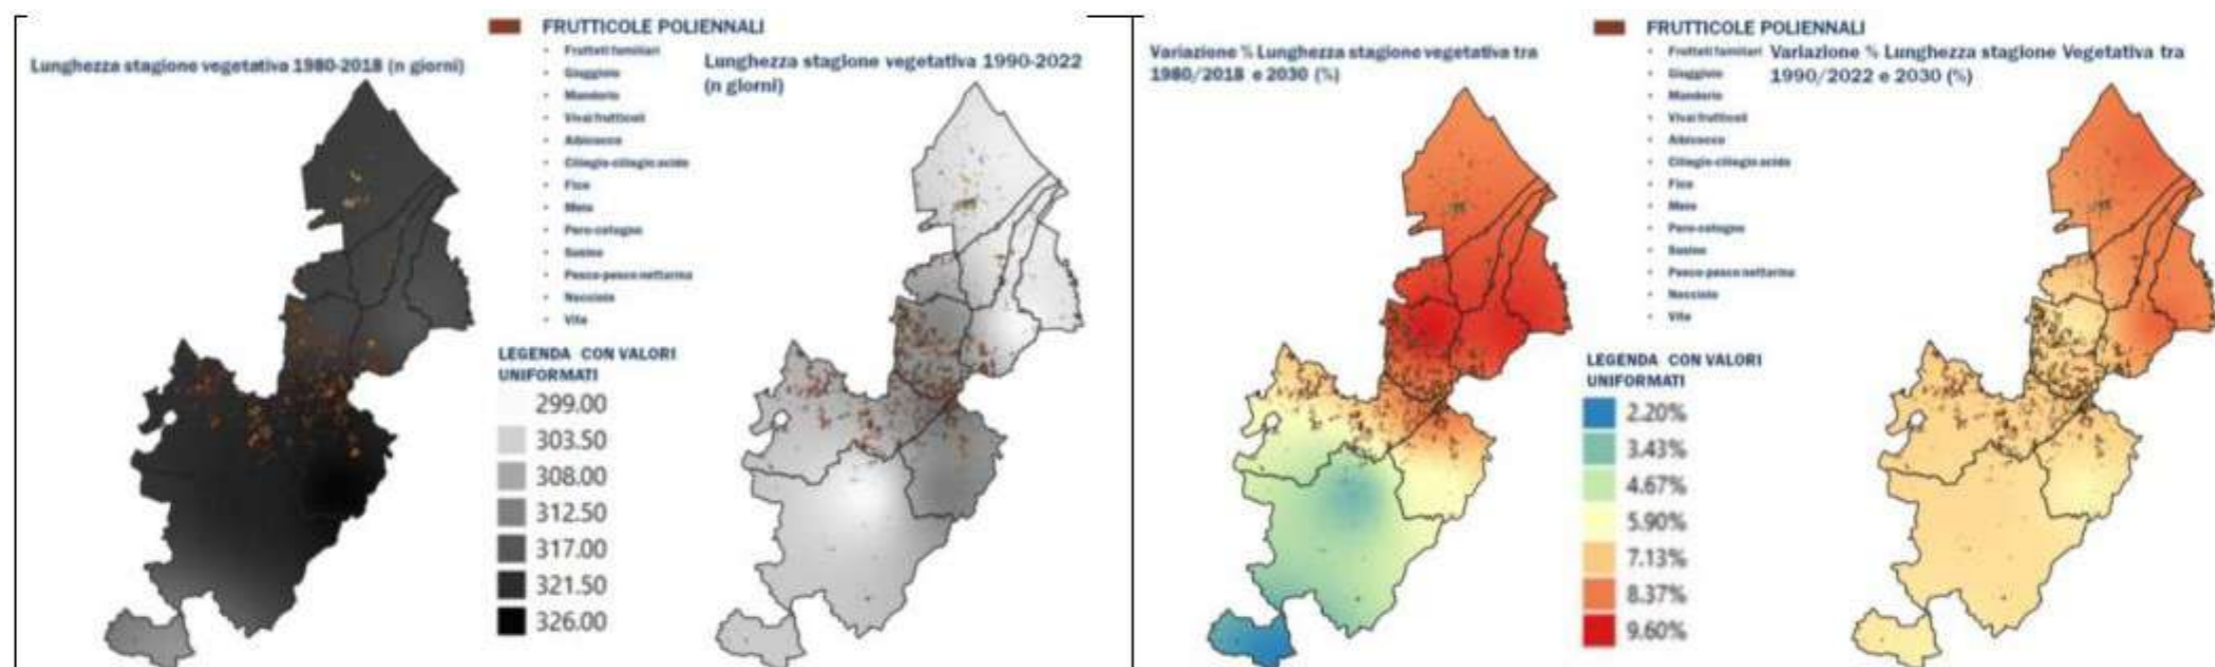 FRUTTICOLE POLIENNALI
Lunghezza stagione vegetativa 1980-2018 (n giorni)
Lunghezza stagione vegetativa 1990-2022
(n giorni)
Frutteti familiari
Giuggiolo
Mandorlo
Vivai frutticoli
Albicocco
Ciliegio-ciliegio acido
Fico
Melo
Pero-cotogno
Susino
Pesco-pesco nettarina
Nocciolo
Vite
LEGENDA CON VALORI
UNIFORMATI
299.00
303.50
308.00
312.50
317.00
321.50
326.00
FRUTTICOLE POLIENNALI
Variazione % Lunghezza stagione vegetativa tra
1980/2018 e 2030 (%)
Variazione % Lunghezza stagione Vegetativa tra
1990/2022 e 2030 (%)
Frutteti familiari
Giuggiolo
Mandorlo
Vivai frutticoli
Albicocco
Ciliegio-ciliegio acido
Fico
Melo
Pero-cotogno
Susino
Pesco-pesco nettarina
Nocciolo
Vite
LEGENDA CON VALORI
UNIFORMATI
2.20%
3.43%
4.67%
5.90%
7.13%
8.37%
9.60%